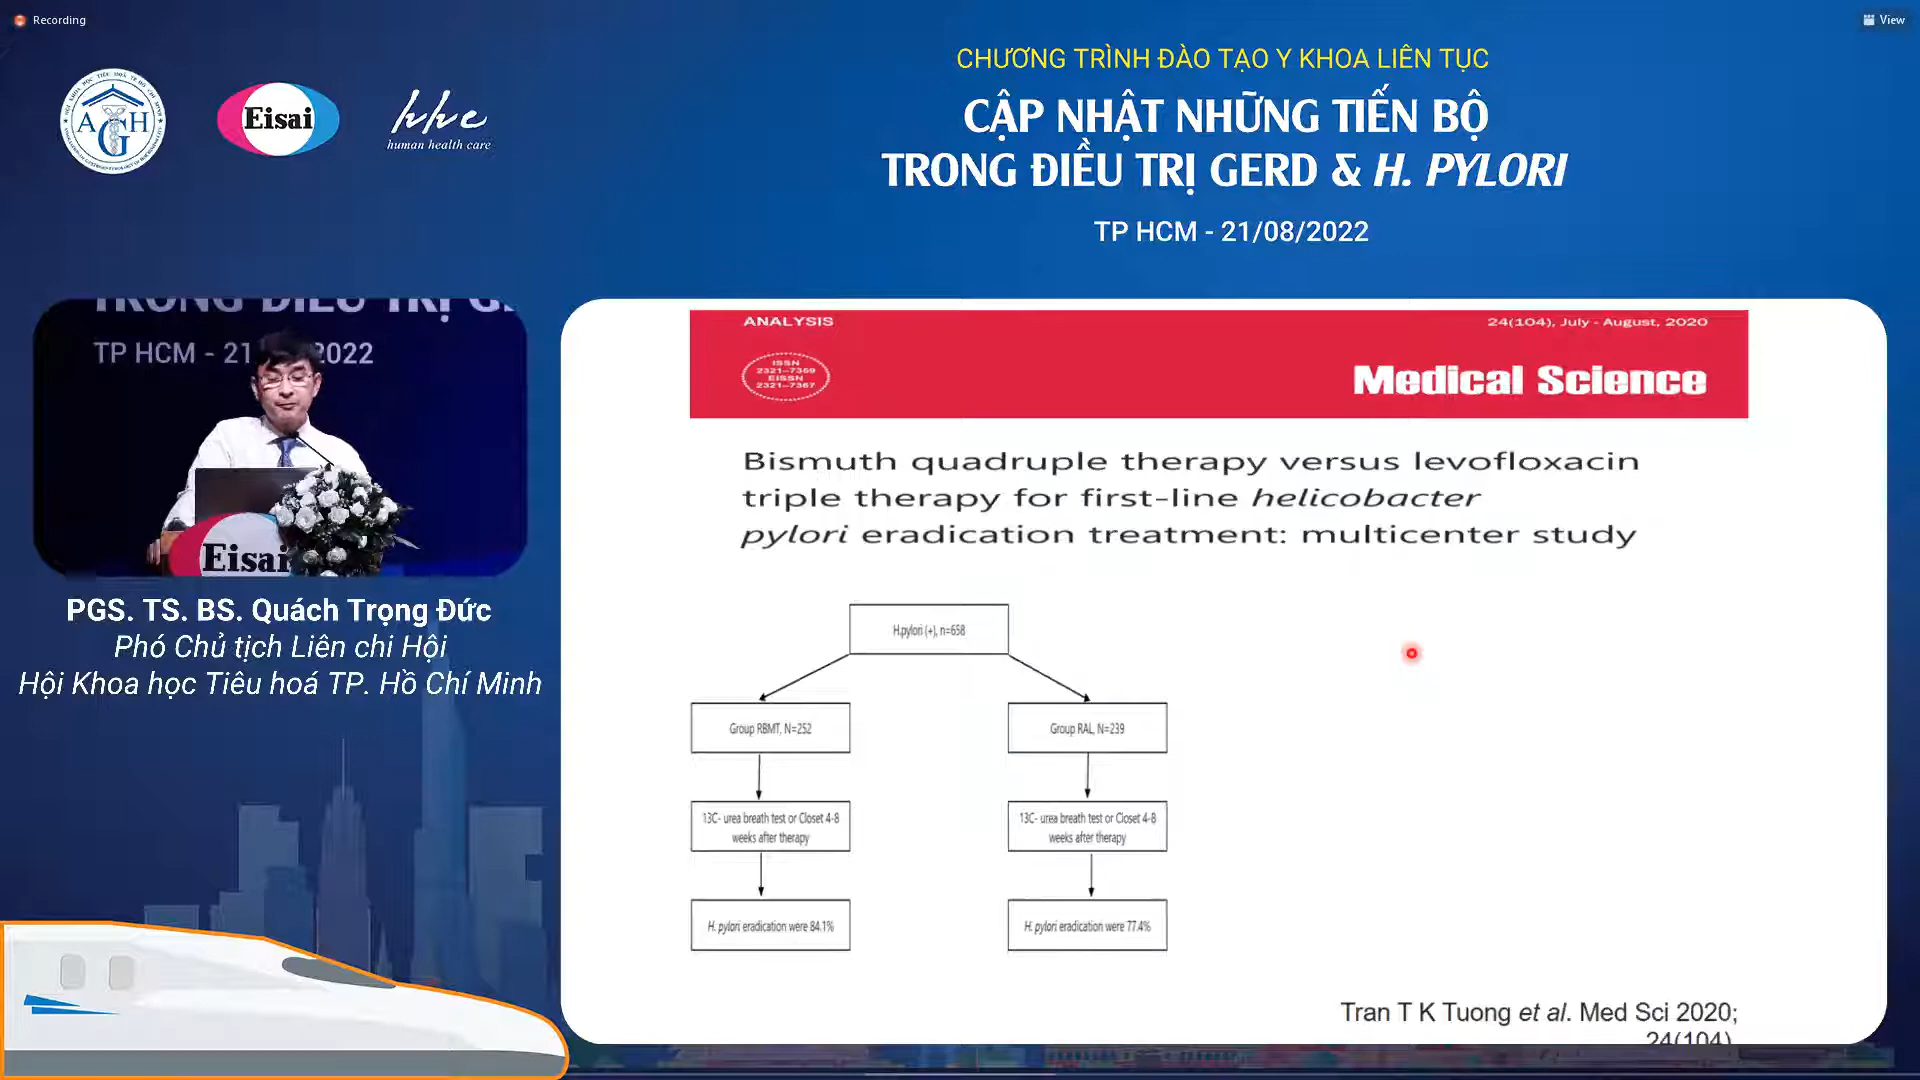 Recording
View
CHƯƠNG TRÌNH ĐÀO TẠO Y KHOA LIÊN TỤC
CẬP NHẬT NHỮNG TIẾN BỘ
TRONG ĐIỀU TRỊ GERD & H. PYLORI
TP HCM - 21/08/2022
A H
G
Eisai
hhc
human health care
TRONG ĐIỀU TRỊ G
TP HCM - 21 2022
Eisai
PGS. TS. BS. Quách Trọng Đức
Phó Chủ tịch Liên chi Hội
Hội Khoa học Tiêu hoá TP. Hồ Chí Minh
ANALYSIS
24(104), July - August, 2020
ISSN
2321–7359
EISSN
2321–7367
Medical Science
Bismuth quadruple therapy versus levofloxacin
triple therapy for first-line helicobacter
pylori eradication treatment: multicenter study
H.pylori (+), n=658
Group RBMT, N=252
Group RAL, N=239
13C- urea breath test or Closet 4-8
weeks after therapy
13C- urea breath test or Closet 4-8
weeks after therapy
H. pylori eradication were 84.1%
H. pylori eradication were 77.4%
Tran T K Tuong et al. Med Sci 2020;
24(104)